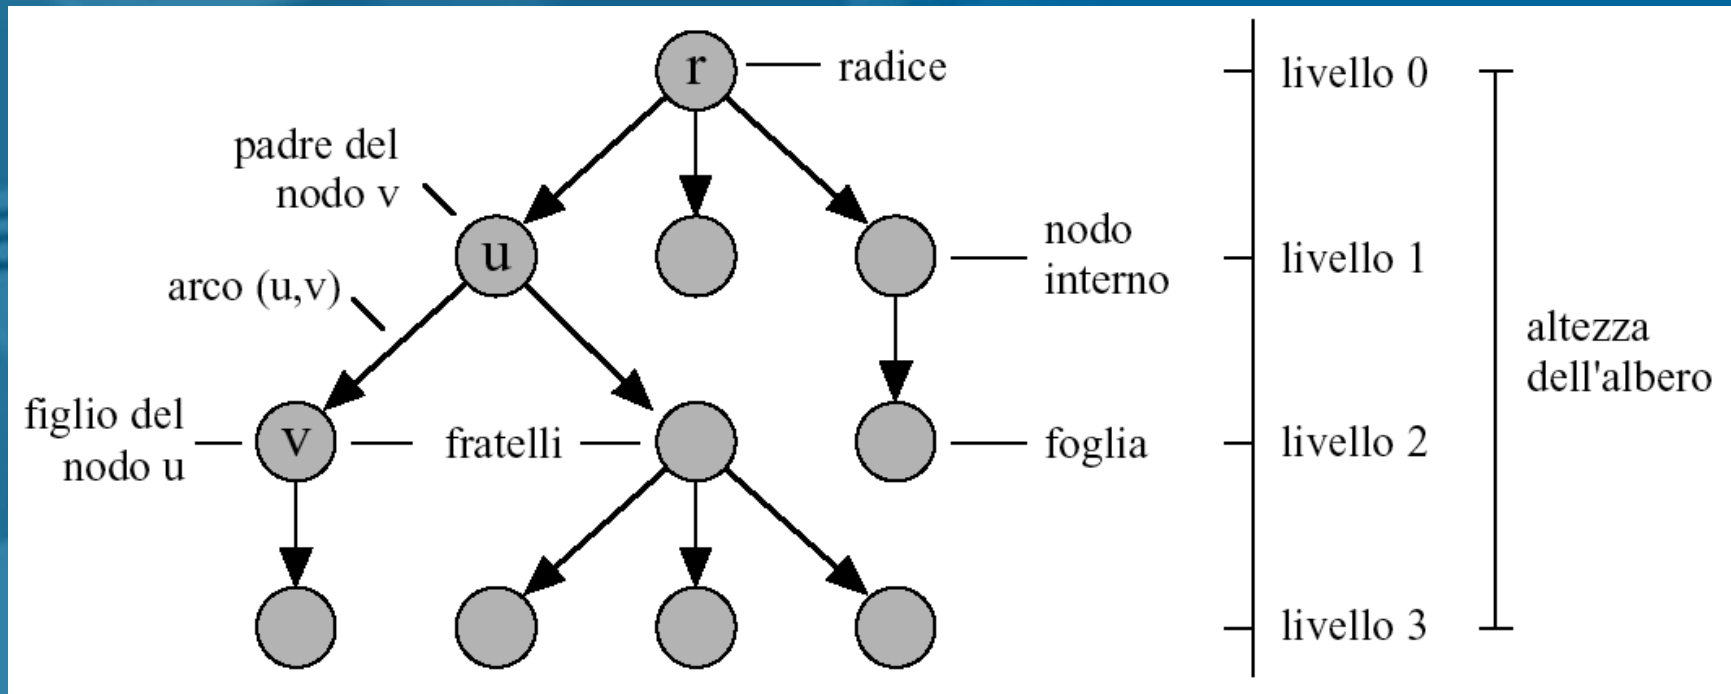 r
radice
livello 0
padre del
nodo v
u
nodo
interno
livello 1
arco (u,v)
altezza
dell'albero
figlio del
nodo u
v
fratelli
foglia
livello 2
livello 3